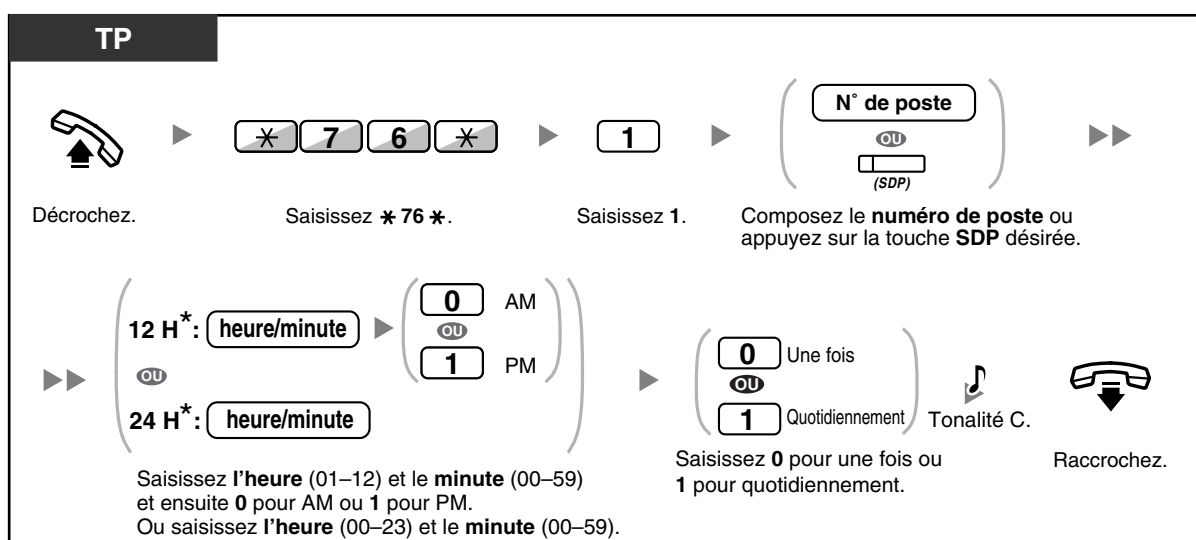 TP
N° de poste
OU
(SDP)
✳ 7 6 ✳
1
Décrochez.
Saisissez ✳ 76 ✳.
Saisissez 1.
Composez le numéro de poste ou
appuyez sur la touche SDP désirée.
12 H*: heure/minute
0 AM
OU
1 PM
OU
24 H*: heure/minute
Saisissez l'heure (01–12) et le minute (00–59)
et ensuite 0 pour AM ou 1 pour PM.
Ou saisissez l'heure (00–23) et le minute (00–59).
0 Une fois
OU
1 Quotidiennement
Saisissez 0 pour une fois ou
1 pour quotidiennement.
Tonalité C.
Raccrochez.